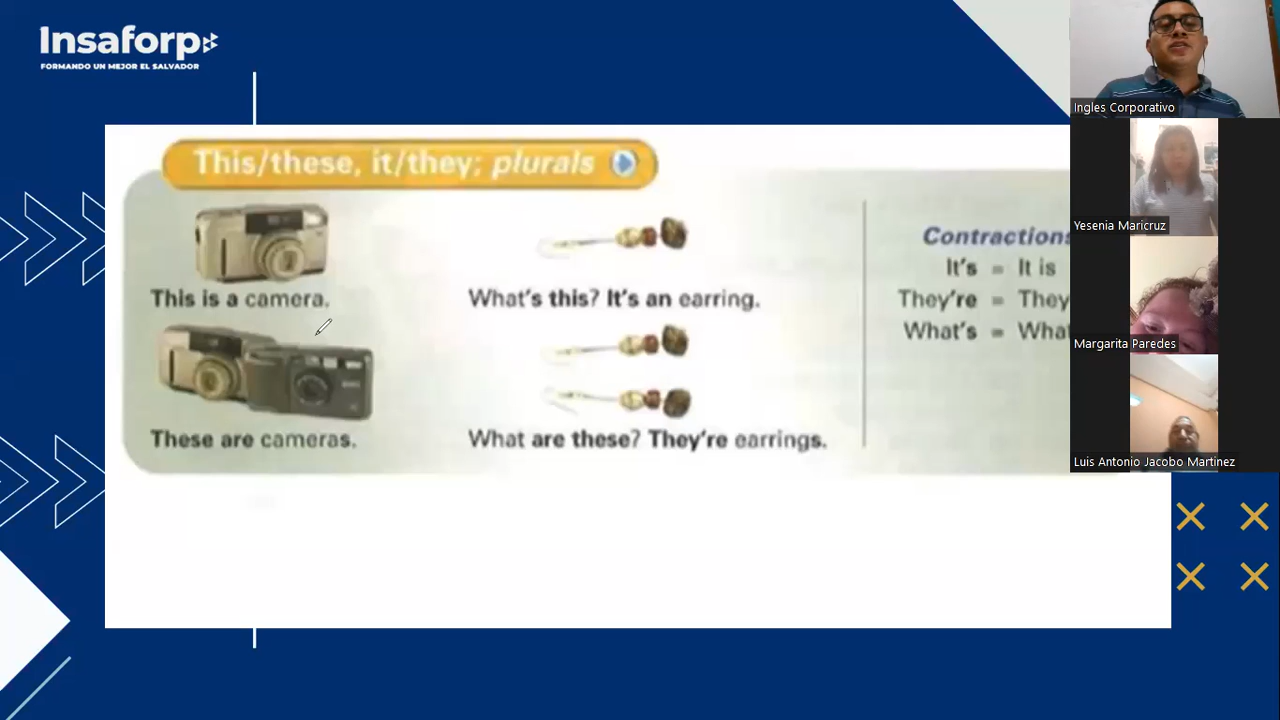 Insaforp
FORMANDO UN MEJOR EL SALVADOR
This/these, it/they; plurals
This is a camera.
What's this? It's an earring.
These are cameras.
What are these? They're earrings.
Contractions
It's = It is
They're = They
What's = What
Ingles Corporativo
Yesenia Maricruz
Margarita Paredes
Luis Antonio Jacobo Martinez